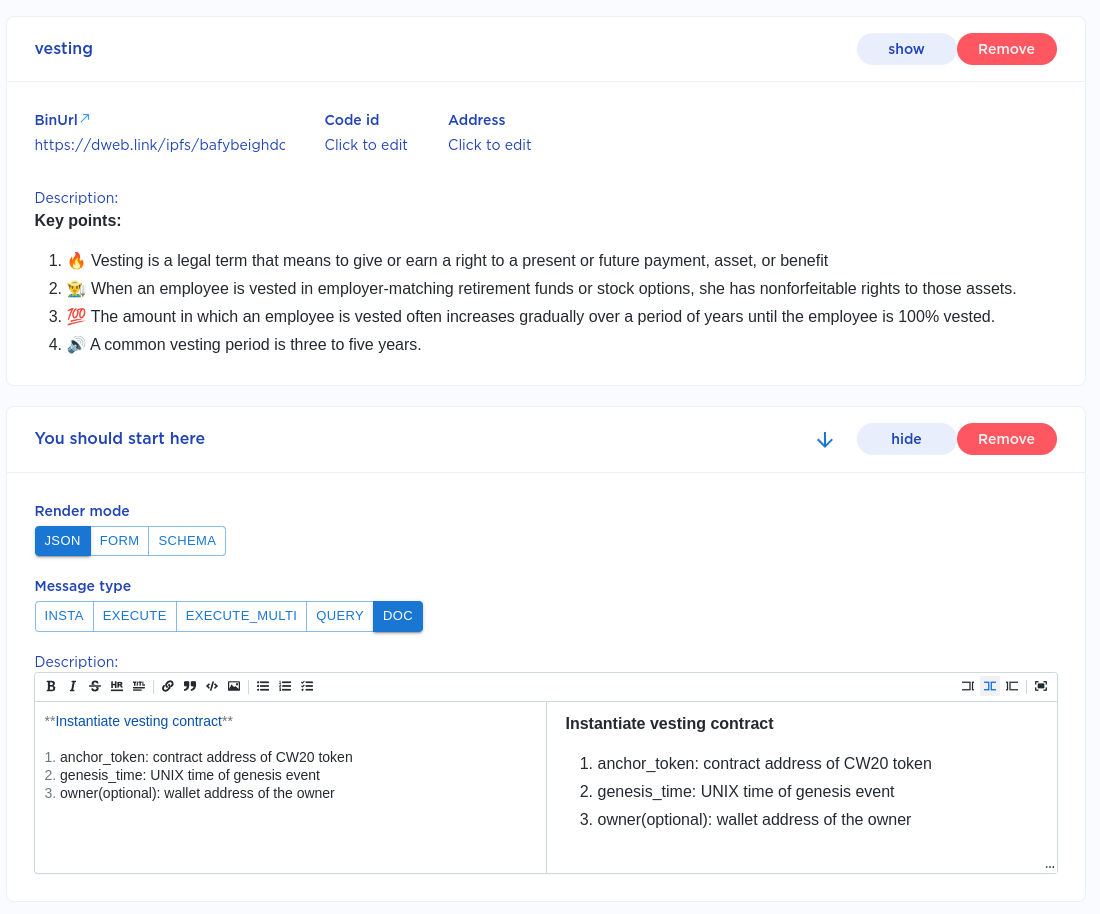 vesting
show
Remove
BinUrl
Code id
Address
https://dweb.link/ipfs/bafybeighdc
Click to edit
Click to edit
Description:
Key points:
1. 🔥 Vesting is a legal term that means to give or earn a right to a present or future payment, asset, or benefit
2. 👨‍🌾 When an employee is vested in employer-matching retirement funds or stock options, she has nonforfeitable rights to those assets.
3. 💯 The amount in which an employee is vested often increases gradually over a period of years until the employee is 100% vested.
4. 🔊 A common vesting period is three to five years.
You should start here
hide
Remove
Render mode
JSON FORM SCHEMA
Message type
INSTA EXECUTE EXECUTE_MULTI QUERY DOC
Description:
B I S HR TITL
**Instantiate vesting contract**
1. anchor_token: contract address of CW20 token
2. genesis_time: UNIX time of genesis event
3. owner(optional): wallet address of the owner
Instantiate vesting contract
1. anchor_token: contract address of CW20 token
2. genesis_time: UNIX time of genesis event
3. owner(optional): wallet address of the owner
...